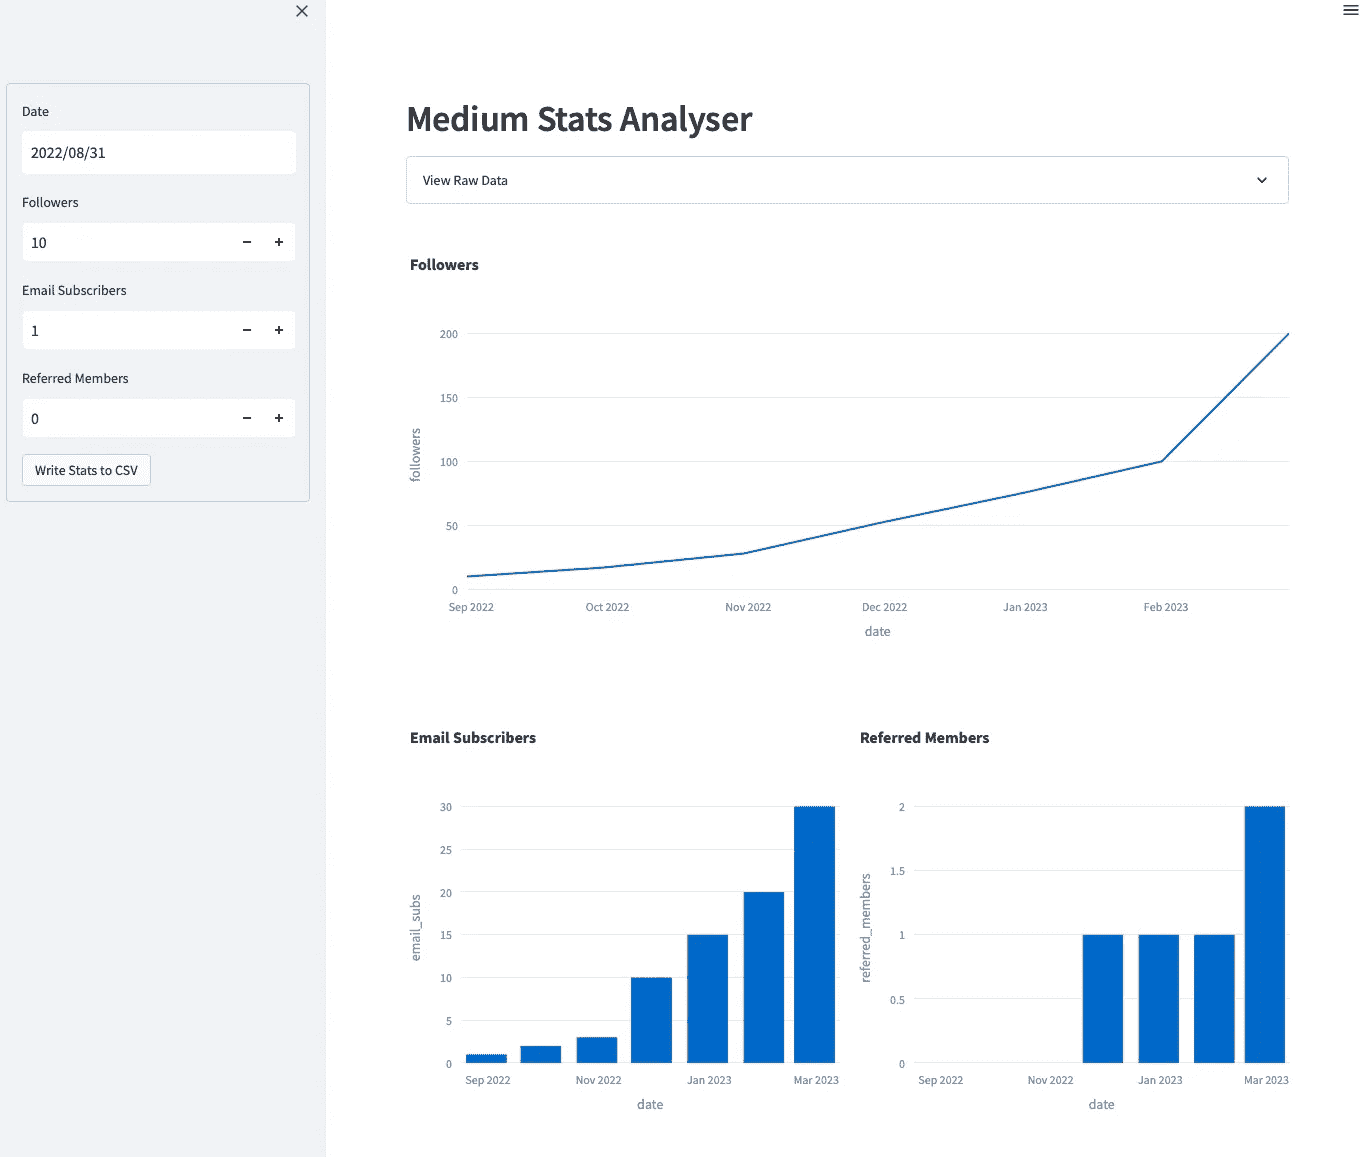 Date
2022/08/31
Followers
10
Email Subscribers
1
Referred Members
0
Write Stats to CSV
Medium Stats Analyser
View Raw Data
Followers
200
150
100
50
0
followers
Sep 2022 Oct 2022 Nov 2022 Dec 2022 Jan 2023 Feb 2023
date
Email Subscribers
30
25
20
15
10
5
0
email_subs
Sep 2022 Nov 2022 Jan 2023 Mar 2023
date
Referred Members
2
1.5
1
0.5
0
referred_members
Sep 2022 Nov 2022 Jan 2023 Mar 2023
date